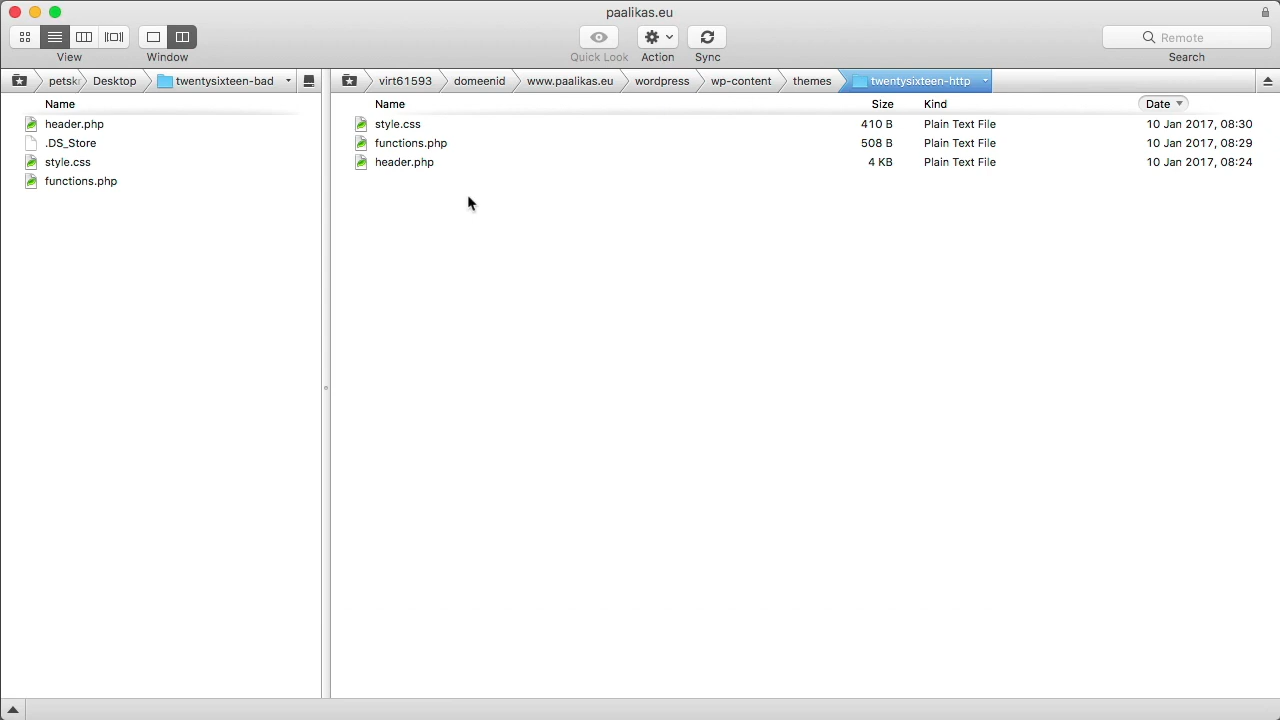 paalikas.eu
View
Window
Quick Look
Action
Sync
Remote
Search
petskr
Desktop
twentysixteen-bad
virt61593
domeenid
www.paalikas.eu
wordpress
wp-content
themes
twentysixteen-http
Name
header.php
.DS_Store
style.css
functions.php
Name Size Kind Date
style.css 410 B Plain Text File 10 Jan 2017, 08:30
functions.php 508 B Plain Text File 10 Jan 2017, 08:29
header.php 4 KB Plain Text File 10 Jan 2017, 08:24